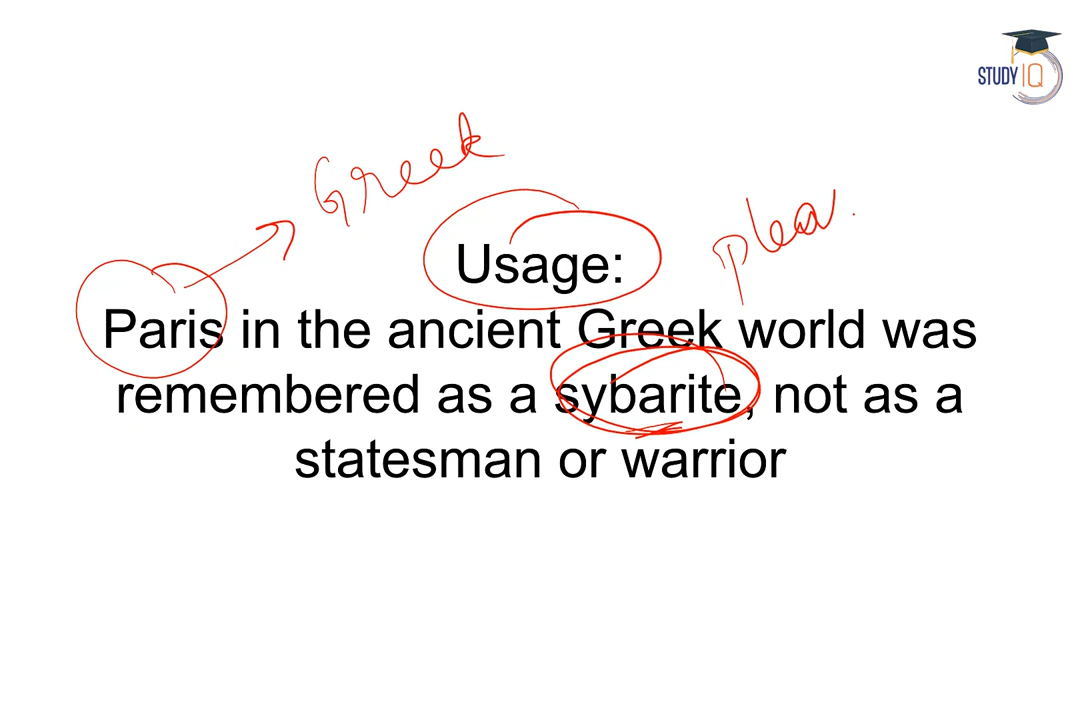 STUDY IQ
Greek
plea
Usage:
Paris in the ancient Greek world was
remembered as a sybarite, not as a
statesman or warrior